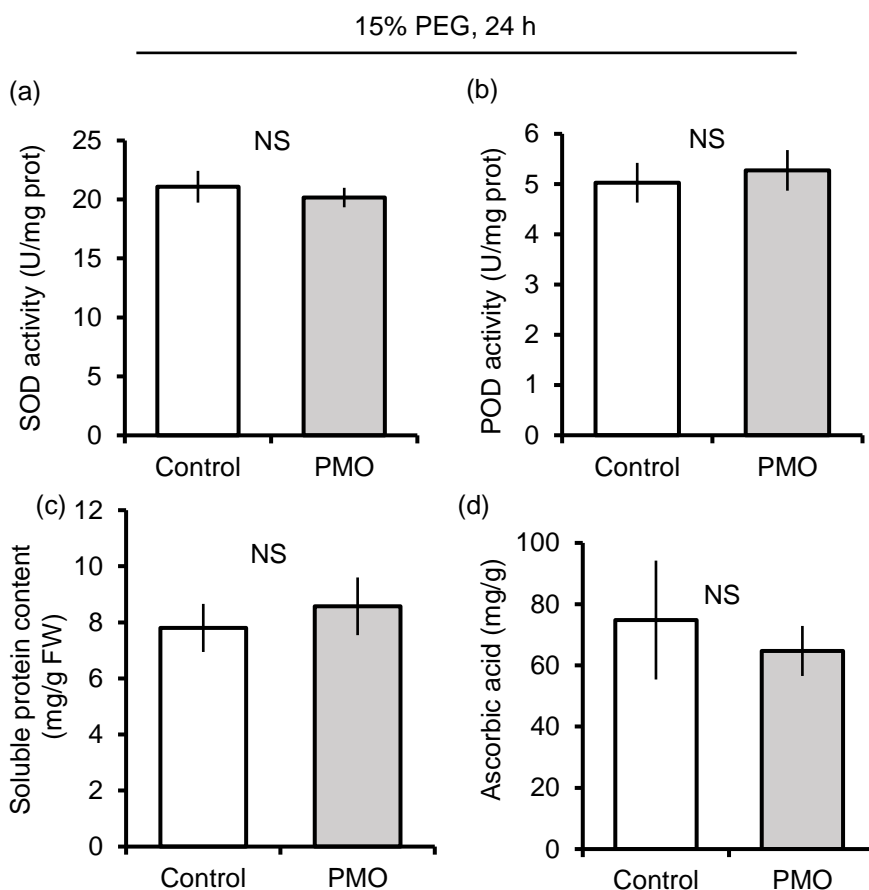 15% PEG, 24 h
(a)
SOD activity (U/mg prot)
25
20
15
10
5
0
NS
Control
PMO
(b)
POD activity (U/mg prot)
6
5
4
3
2
1
0
NS
Control
PMO
(c)
Soluble protein content
(mg/g FW)
12
10
8
6
4
2
0
NS
Control
PMO
(d)
Ascorbic acid (mg/g)
100
80
60
40
20
0
NS
Control
PMO